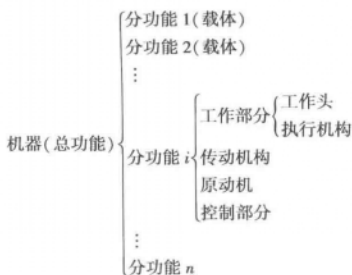 分功能 1(载体)
分功能 2(载体)
⋮
工作头
工作部分
执行机构
机器(总功能)
分功能 i
传动机构
原动机
控制部分
⋮
分功能 n